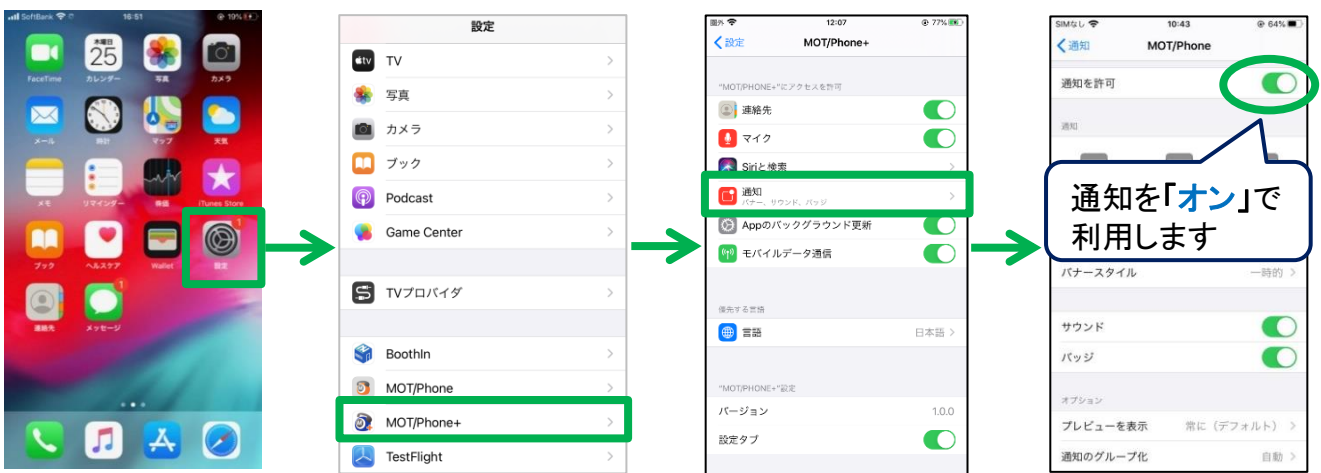 SoftBank
16:51
19%
木曜日
25
FaceTime
カレンダー
写真
カメラ
メール
時計
マップ
天気
メモ
リマインダー
株価
iTunes Store
ブック
ヘルスケア
Wallet
設定
1
連絡先
メッセージ
1
設定
tv
TV
写真
カメラ
ブック
Podcast
Game Center
TVプロバイダ
BoothIn
MOT/Phone
MOT/Phone+
TestFlight
圏外
12:07
77%
設定
MOT/Phone+
"MOT/PHONE+"にアクセスを許可
連絡先
マイク
Siriと検索
通知
バナー、サウンド、バッジ
Appのバックグラウンド更新
モバイルデータ通信
優先する言語
言語
日本語
"MOT/PHONE+"設定
バージョン
1.0.0
設定タブ
SIMなし
10:43
64%
通知
MOT/Phone
通知を許可
通知
通知を「オン」で
利用します
バナースタイル
一時的
サウンド
バッジ
オプション
プレビューを表示
常に（デフォルト）
通知のグループ化
自動